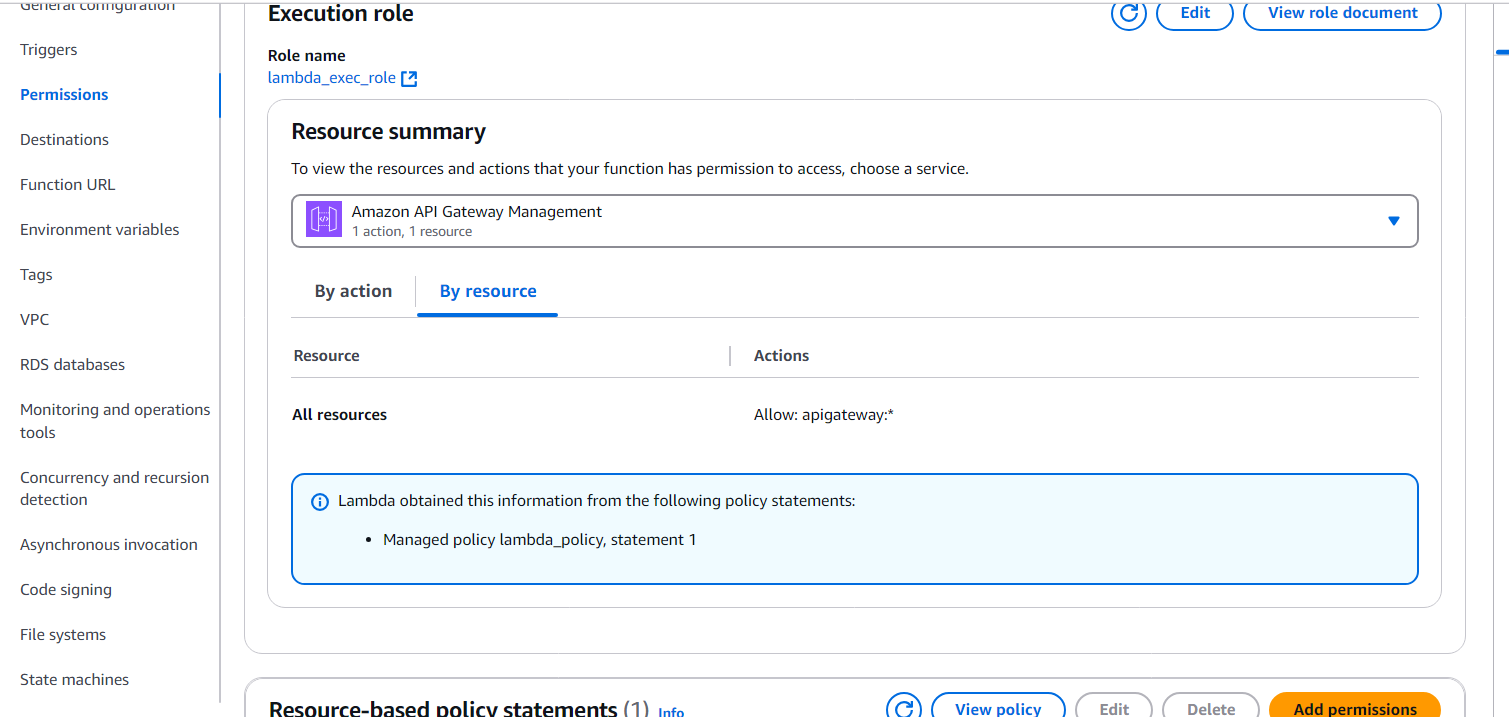 General configuration
Triggers
Permissions
Destinations
Function URL
Environment variables
Tags
VPC
RDS databases
Monitoring and operations
tools
Concurrency and recursion
detection
Asynchronous invocation
Code signing
File systems
State machines
Execution role
Edit
View role document
Role name
lambda_exec_role
Resource summary
To view the resources and actions that your function has permission to access, choose a service.
Amazon API Gateway Management
1 action, 1 resource
By action
By resource
Resource
Actions
All resources
Allow: apigateway:*
Lambda obtained this information from the following policy statements:
• Managed policy lambda_policy, statement 1
Resource-based policy statements (1) Info
View policy
Edit
Delete
Add permissions